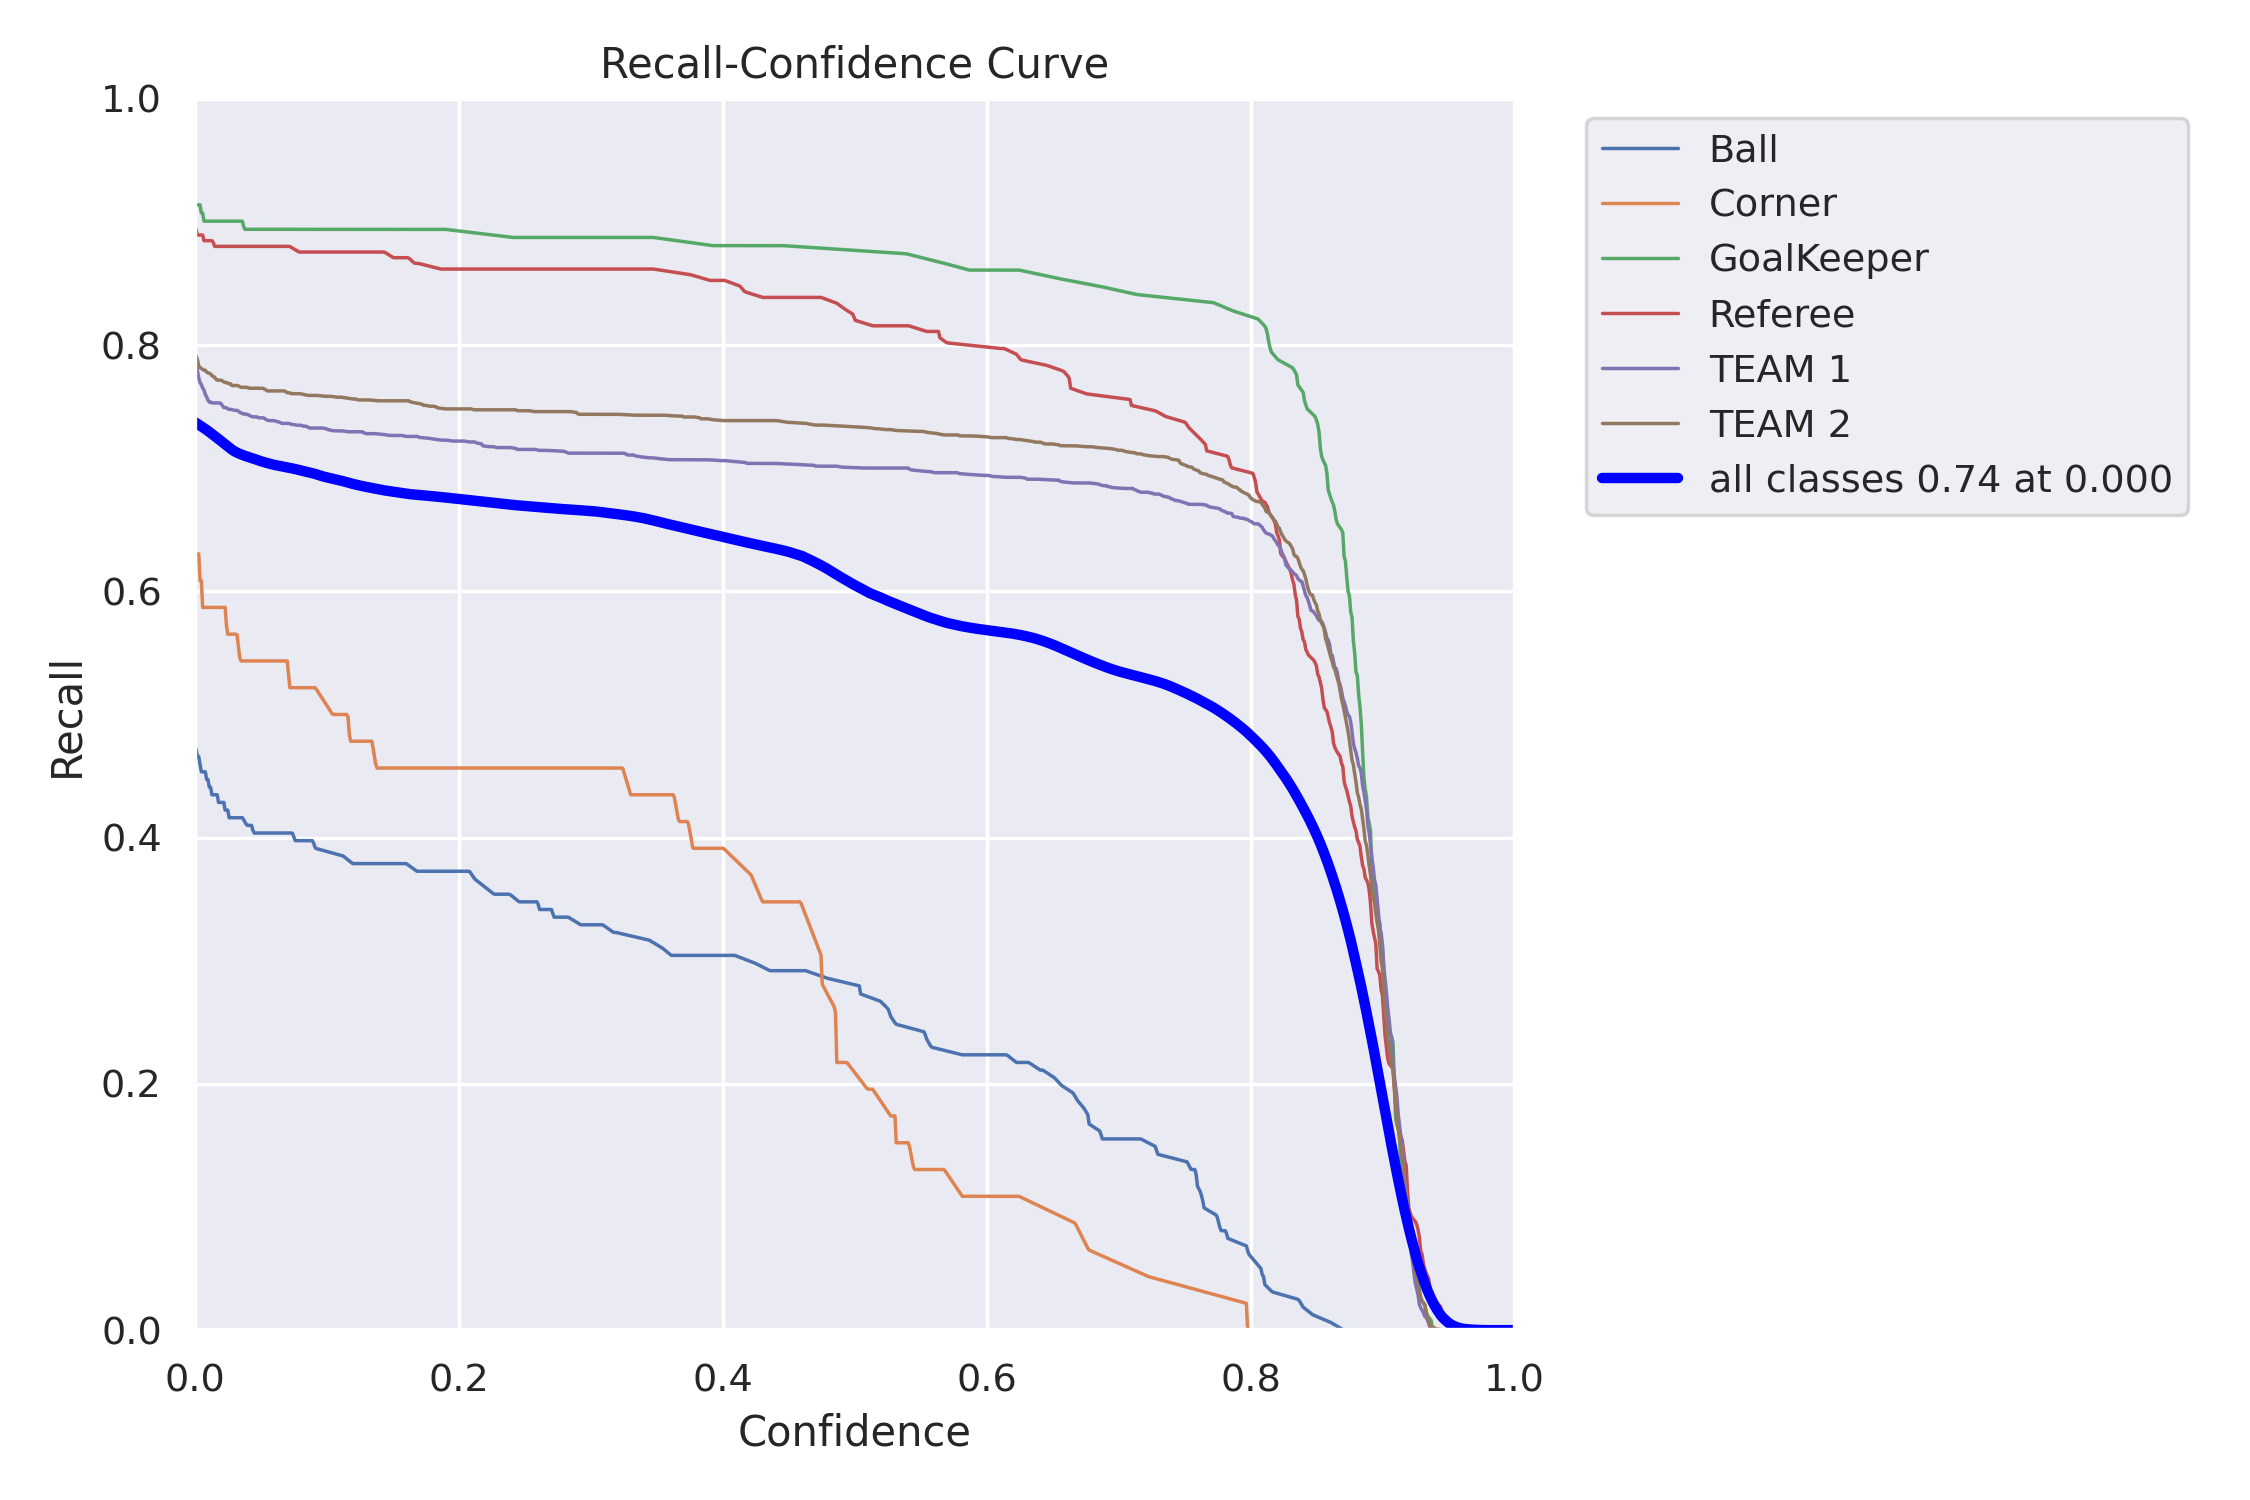 Recall-Confidence Curve
1.0
0.8
0.6
0.4
0.2
0.0
Recall
0.0 0.2 0.4 0.6 0.8 1.0
Confidence
Ball
Corner
GoalKeeper
Referee
TEAM 1
TEAM 2
all classes 0.74 at 0.000